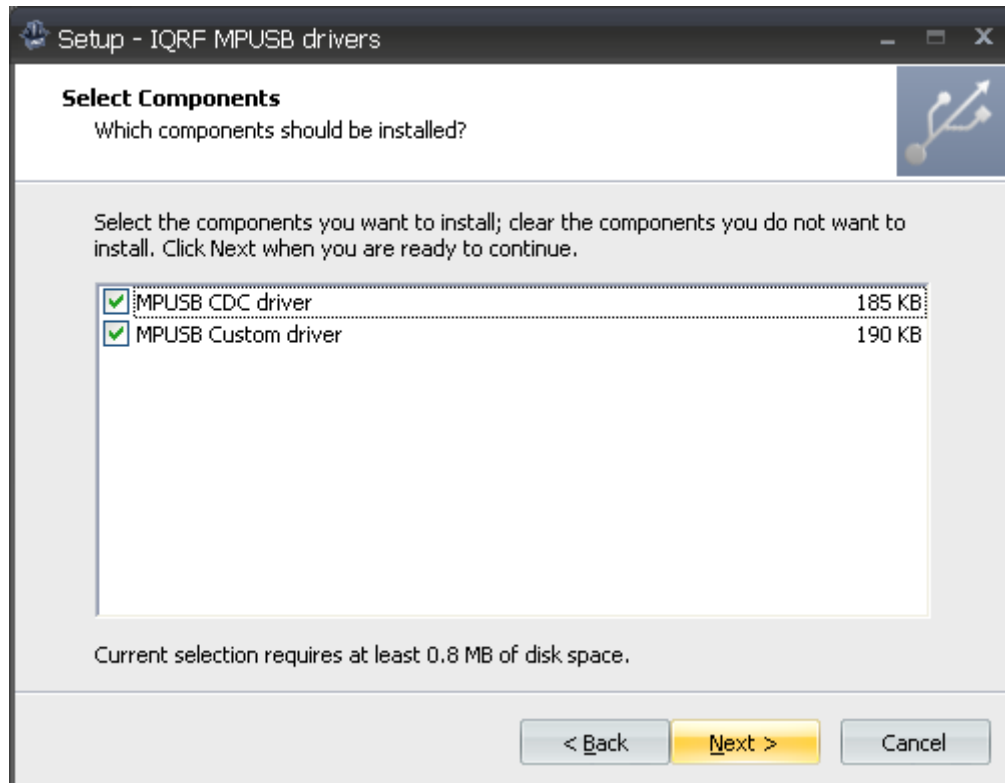 Setup - IQRF MPUSB drivers
Select Components
Which components should be installed?
Select the components you want to install; clear the components you do not want to
install. Click Next when you are ready to continue.
MPUSB CDC driver 185 KB
MPUSB Custom driver 190 KB
Current selection requires at least 0.8 MB of disk space.
< Back Next > Cancel